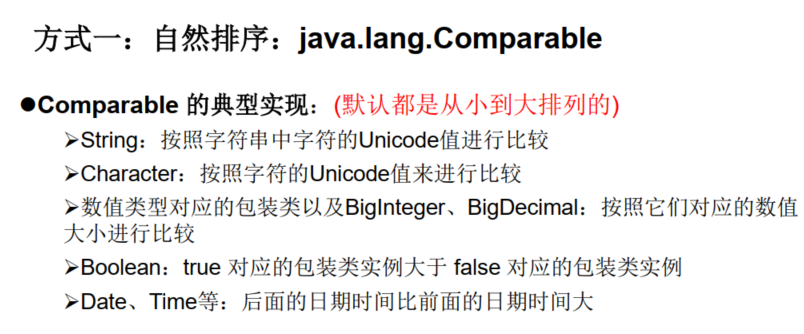 方式一：自然排序：java.lang.Comparable
●Comparable 的典型实现：(默认都是从小到大排列的)
➢String：按照字符串中字符的Unicode值进行比较
➢Character：按照字符的Unicode值来进行比较
➢数值类型对应的包装类以及BigInteger、BigDecimal：按照它们对应的数值
大小进行比较
➢Boolean：true 对应的包装类实例大于 false 对应的包装类实例
➢Date、Time等：后面的日期时间比前面的日期时间大